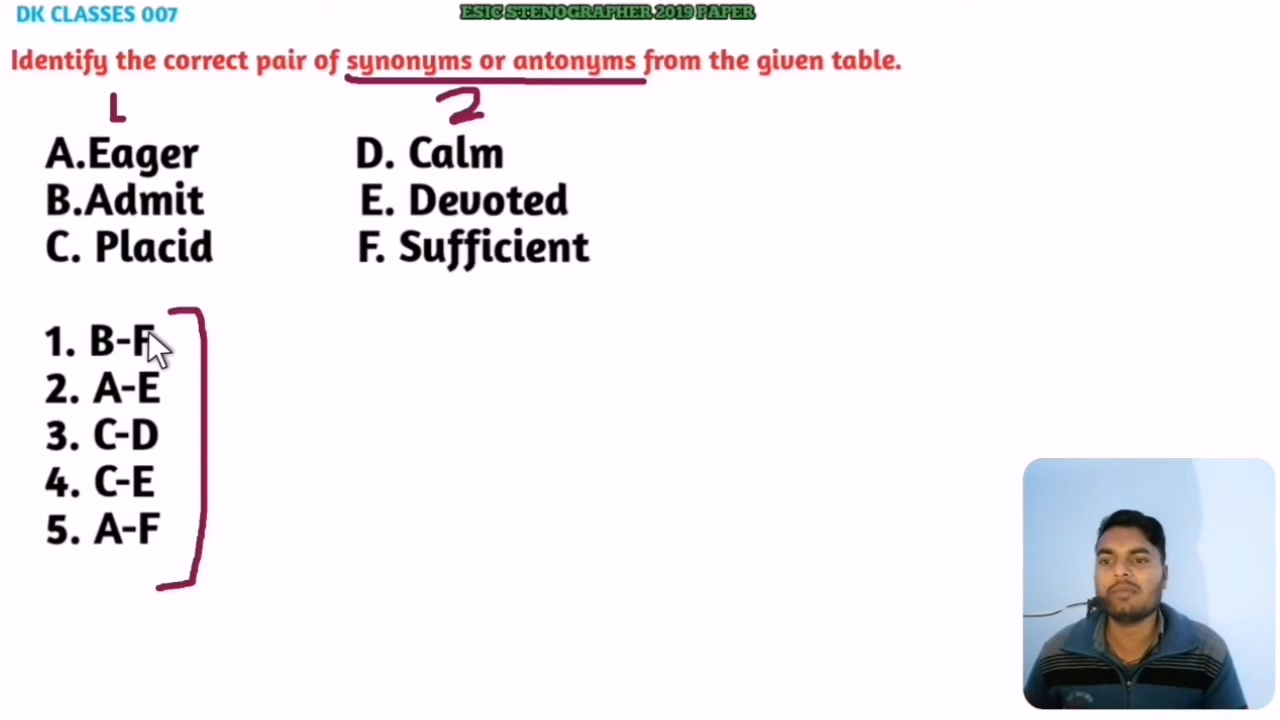 DK CLASSES 007
ESIC STENOGRAPHER 2019 PAPER
Identify the correct pair of synonyms or antonyms from the given table.
1 2
A.Eager D. Calm
B.Admit E. Devoted
C. Placid F. Sufficient
1. B-F
2. A-E
3. C-D
4. C-E
5. A-F